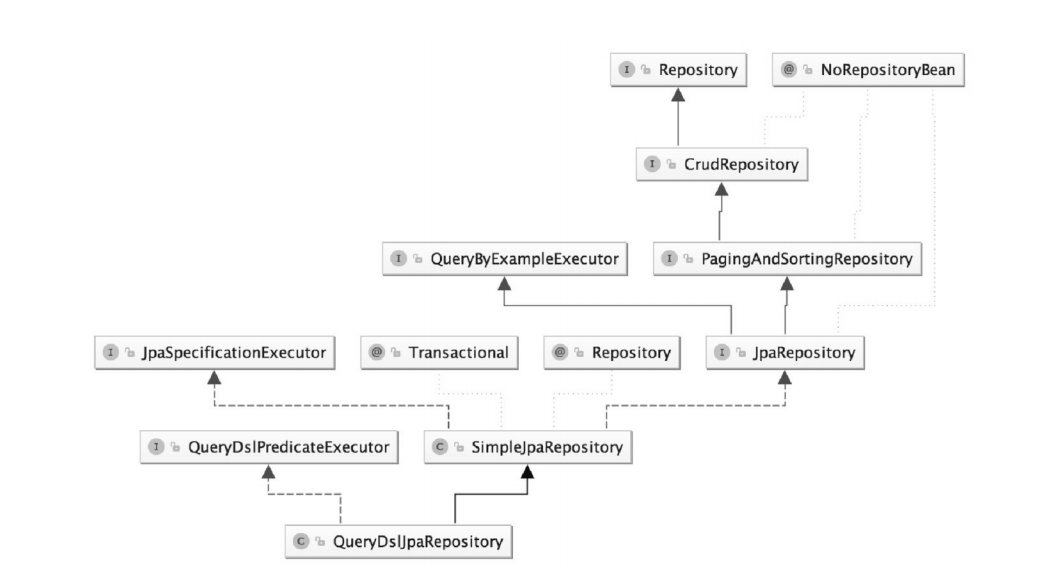 I Repository
@ NoRepositoryBean
I CrudRepository
I QueryByExampleExecutor
I PagingAndSortingRepository
I JpaSpecificationExecutor
@ Transactional
@ Repository
I JpaRepository
I QueryDslPredicateExecutor
C SimpleJpaRepository
C QueryDslJpaRepository